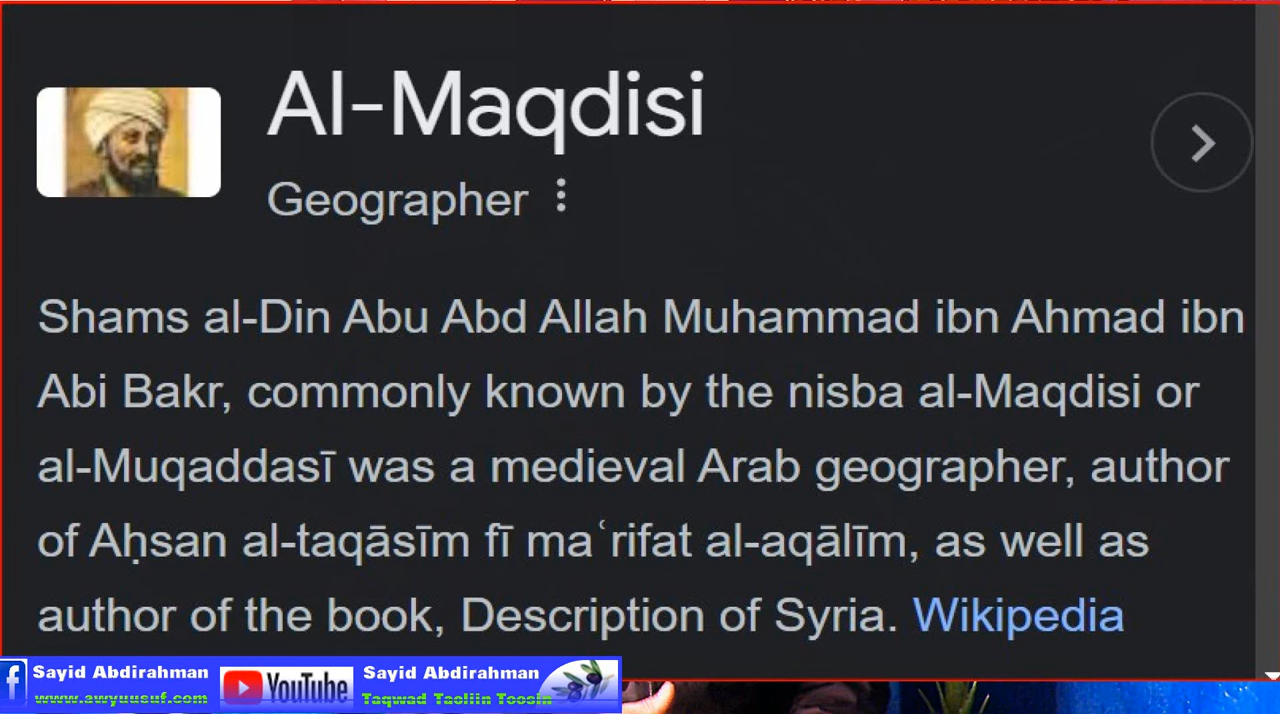 Al-Maqdisi
Geographer
Shams al-Din Abu Abd Allah Muhammad ibn Ahmad ibn
Abi Bakr, commonly known by the nisba al-Maqdisi or
al-Muqaddasī was a medieval Arab geographer, author
of Aḥsan al-taqāsīm fī maʿrifat al-aqālīm, as well as
author of the book, Description of Syria. Wikipedia
Sayid Abdirahman
www.awyuusuf.com
YouTube
Sayid Abdirahman
Taqwad Taoliin Toosin